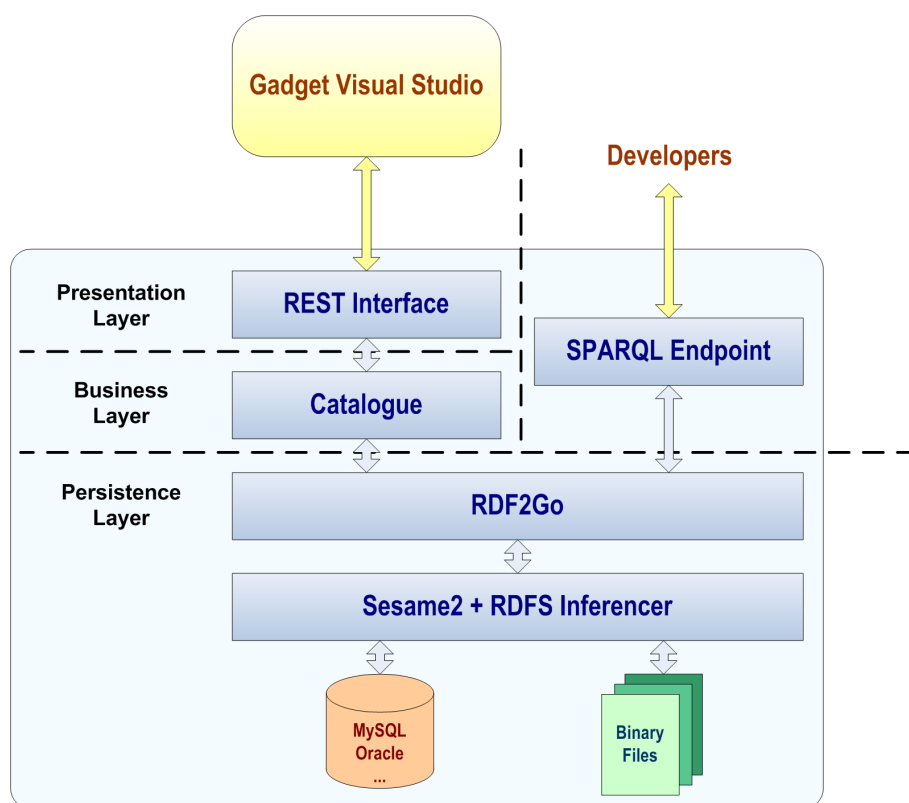 Gadget Visual Studio
Developers
Presentation
Layer
REST Interface
SPARQL Endpoint
Business
Layer
Catalogue
Persistence
Layer
RDF2Go
Sesame2 + RDFS Inferencer
MySQL
Oracle
...
Binary
Files